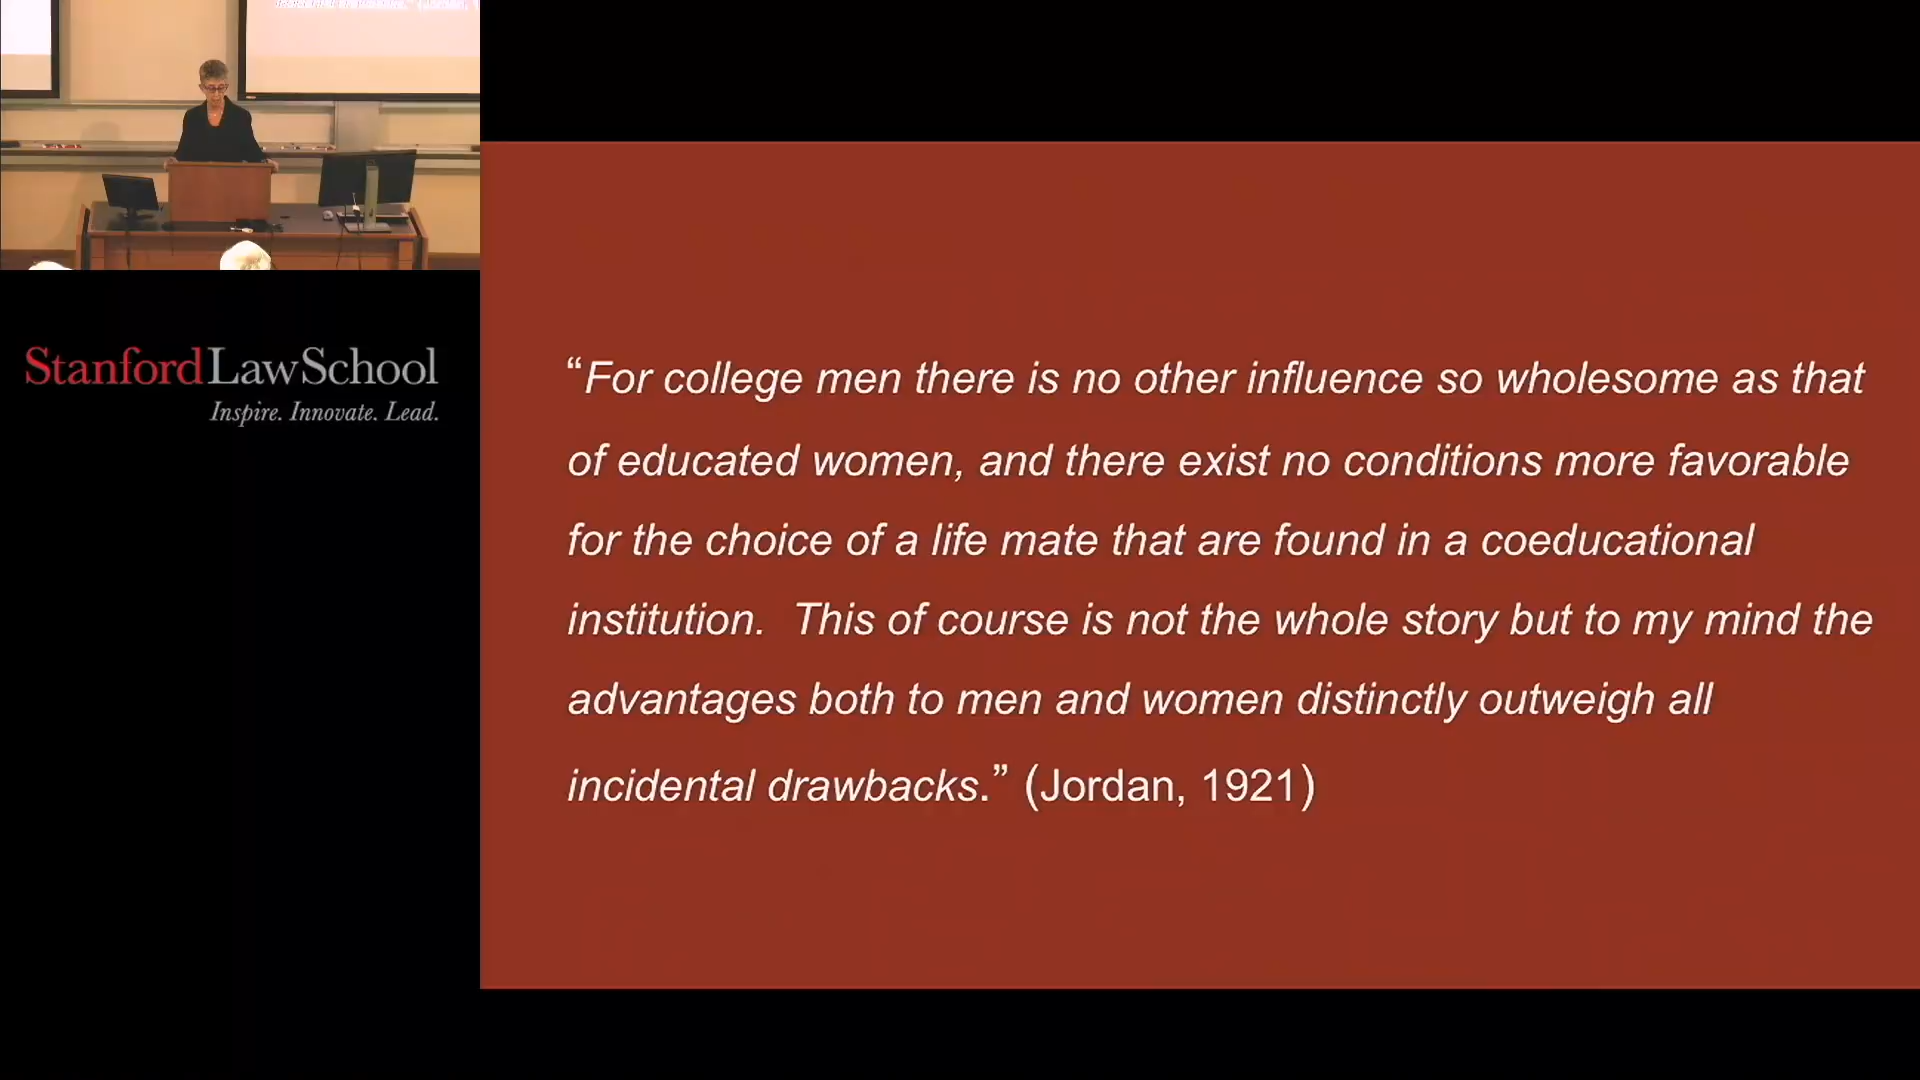 StanfordLawSchool
Inspire. Innovate. Lead.
“For college men there is no other influence so wholesome as that
of educated women, and there exist no conditions more favorable
for the choice of a life mate that are found in a coeducational
institution.  This of course is not the whole story but to my mind the
advantages both to men and women distinctly outweigh all
incidental drawbacks.” (Jordan, 1921)